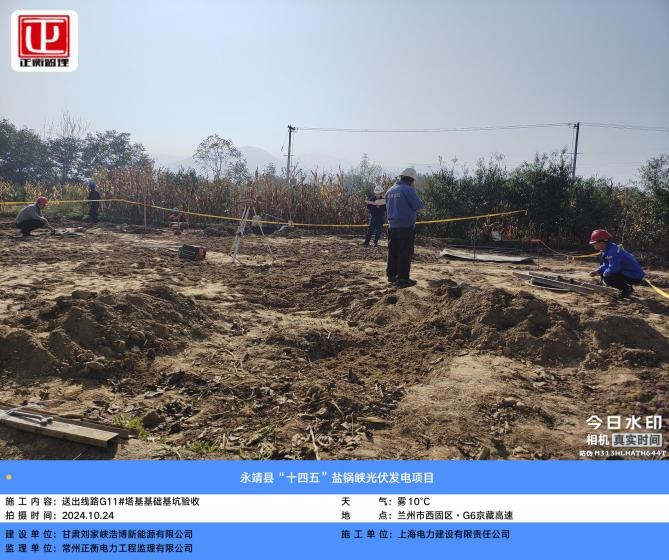 正衡监理
今日水印
相机 真实时间
防伪 M313HLHATH644T
永靖县“十四五”盐锅峡光伏发电项目
施工内容：送出线路G11#塔基基础基坑验收
天 气：雾10℃
拍摄时间：2024.10.24
地 点：兰州市西固区·G6京藏高速
建设单位：甘肃刘家峡浩博新能源有限公司
施工单位：上海电力建设有限责任公司
监理单位：常州正衡电力工程监理有限公司